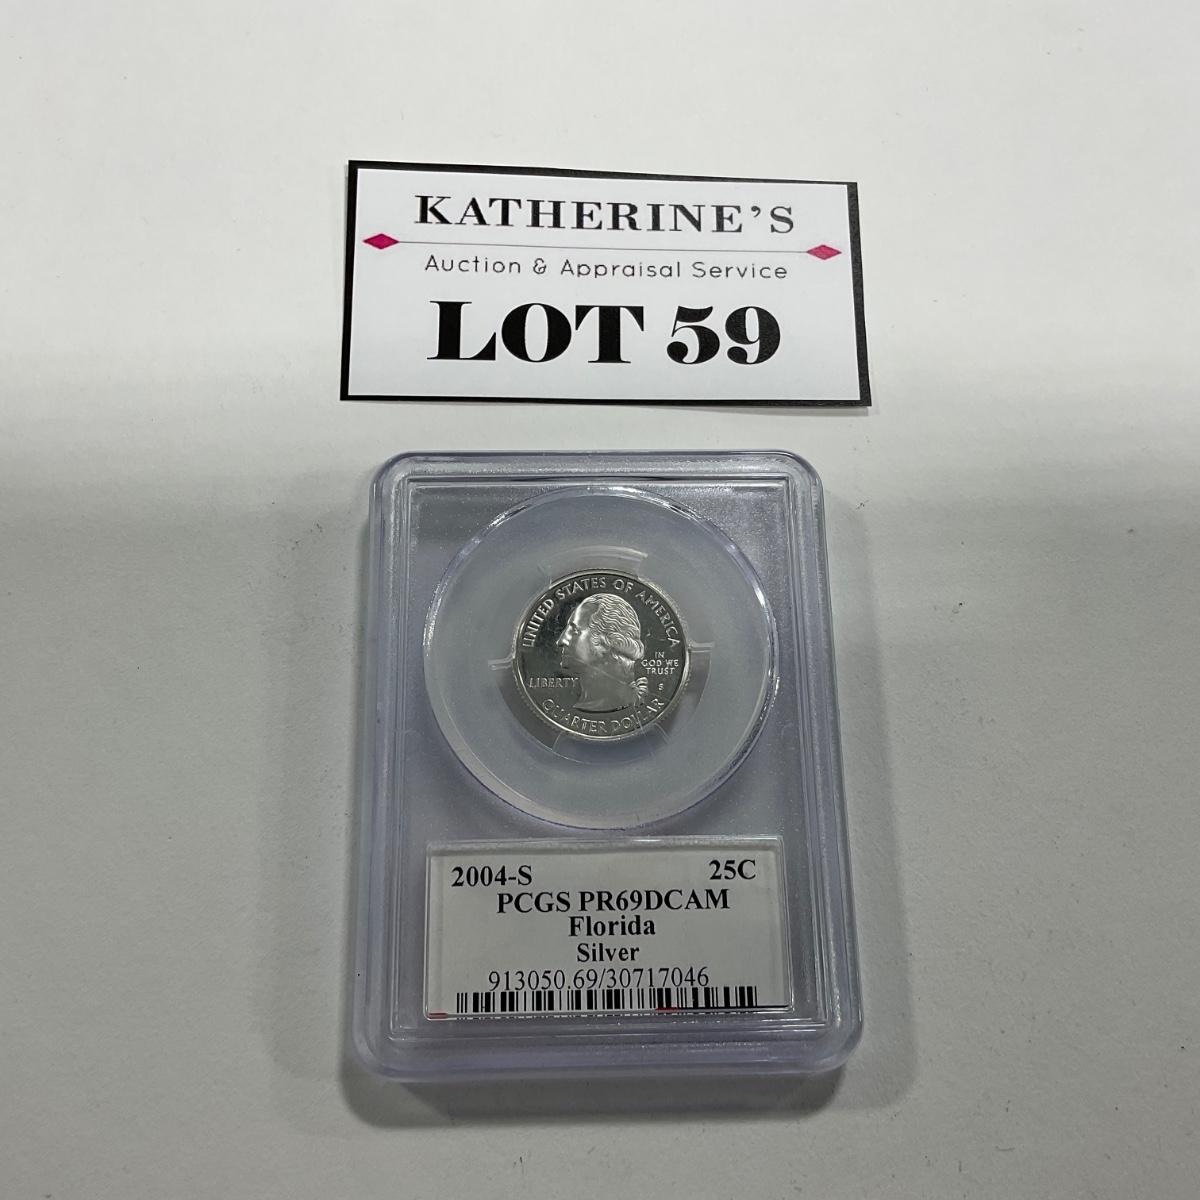 KATHERINE'S
Auction & Appraisal Service
LOT 59
UNITED STATES OF AMERICA
LIBERTY
IN
GOD WE
TRUST
S
QUARTER DOLLAR
2004-S 25C
PCGS PR69DCAM
Florida
Silver
913050.69/30717046